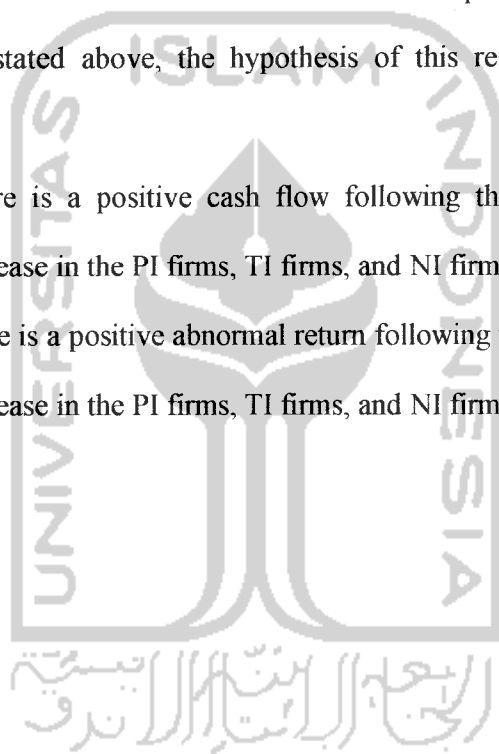 stated above, the hypothesis of this re
ISLAM
re is a positive cash flow following th
ease in the PI firms, TI firms, and NI firm
e is a positive abnormal return following
ease in the PI firms, TI firms, and NI firm
UNIVERSITAS
INDONESIA